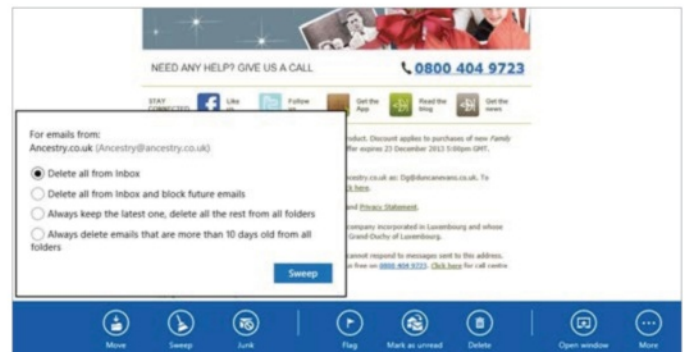 NEED ANY HELP? GIVE US A CALL
0800 404 9723
STAY CONNECTED
Like
Follow
Get the App
Read the blog
Get the news
For emails from:
Ancestry.co.uk (Ancestry@ancestry.co.uk)
Delete all from Inbox
Delete all from Inbox and block future emails
Always keep the latest one, delete all the rest from all folders
Always delete emails that are more than 10 days old from all
folders
Sweep
roduct. Discount applies to purchases of new Family
ffer expires 23 December 2013 5:00pm GMT.
ncestry.co.uk as: Dg@duncanevans.co.uk. To
ck here.
nd Privacy Statement.
company incorporated in Luxembourg and whose
Grand-Duchy of Luxembourg.
cannot respond to messages sent to this address.
free on 0800 404 9723. Click here for call centre
Move
Sweep
Junk
Flag
Mark as unread
Delete
Open window
More